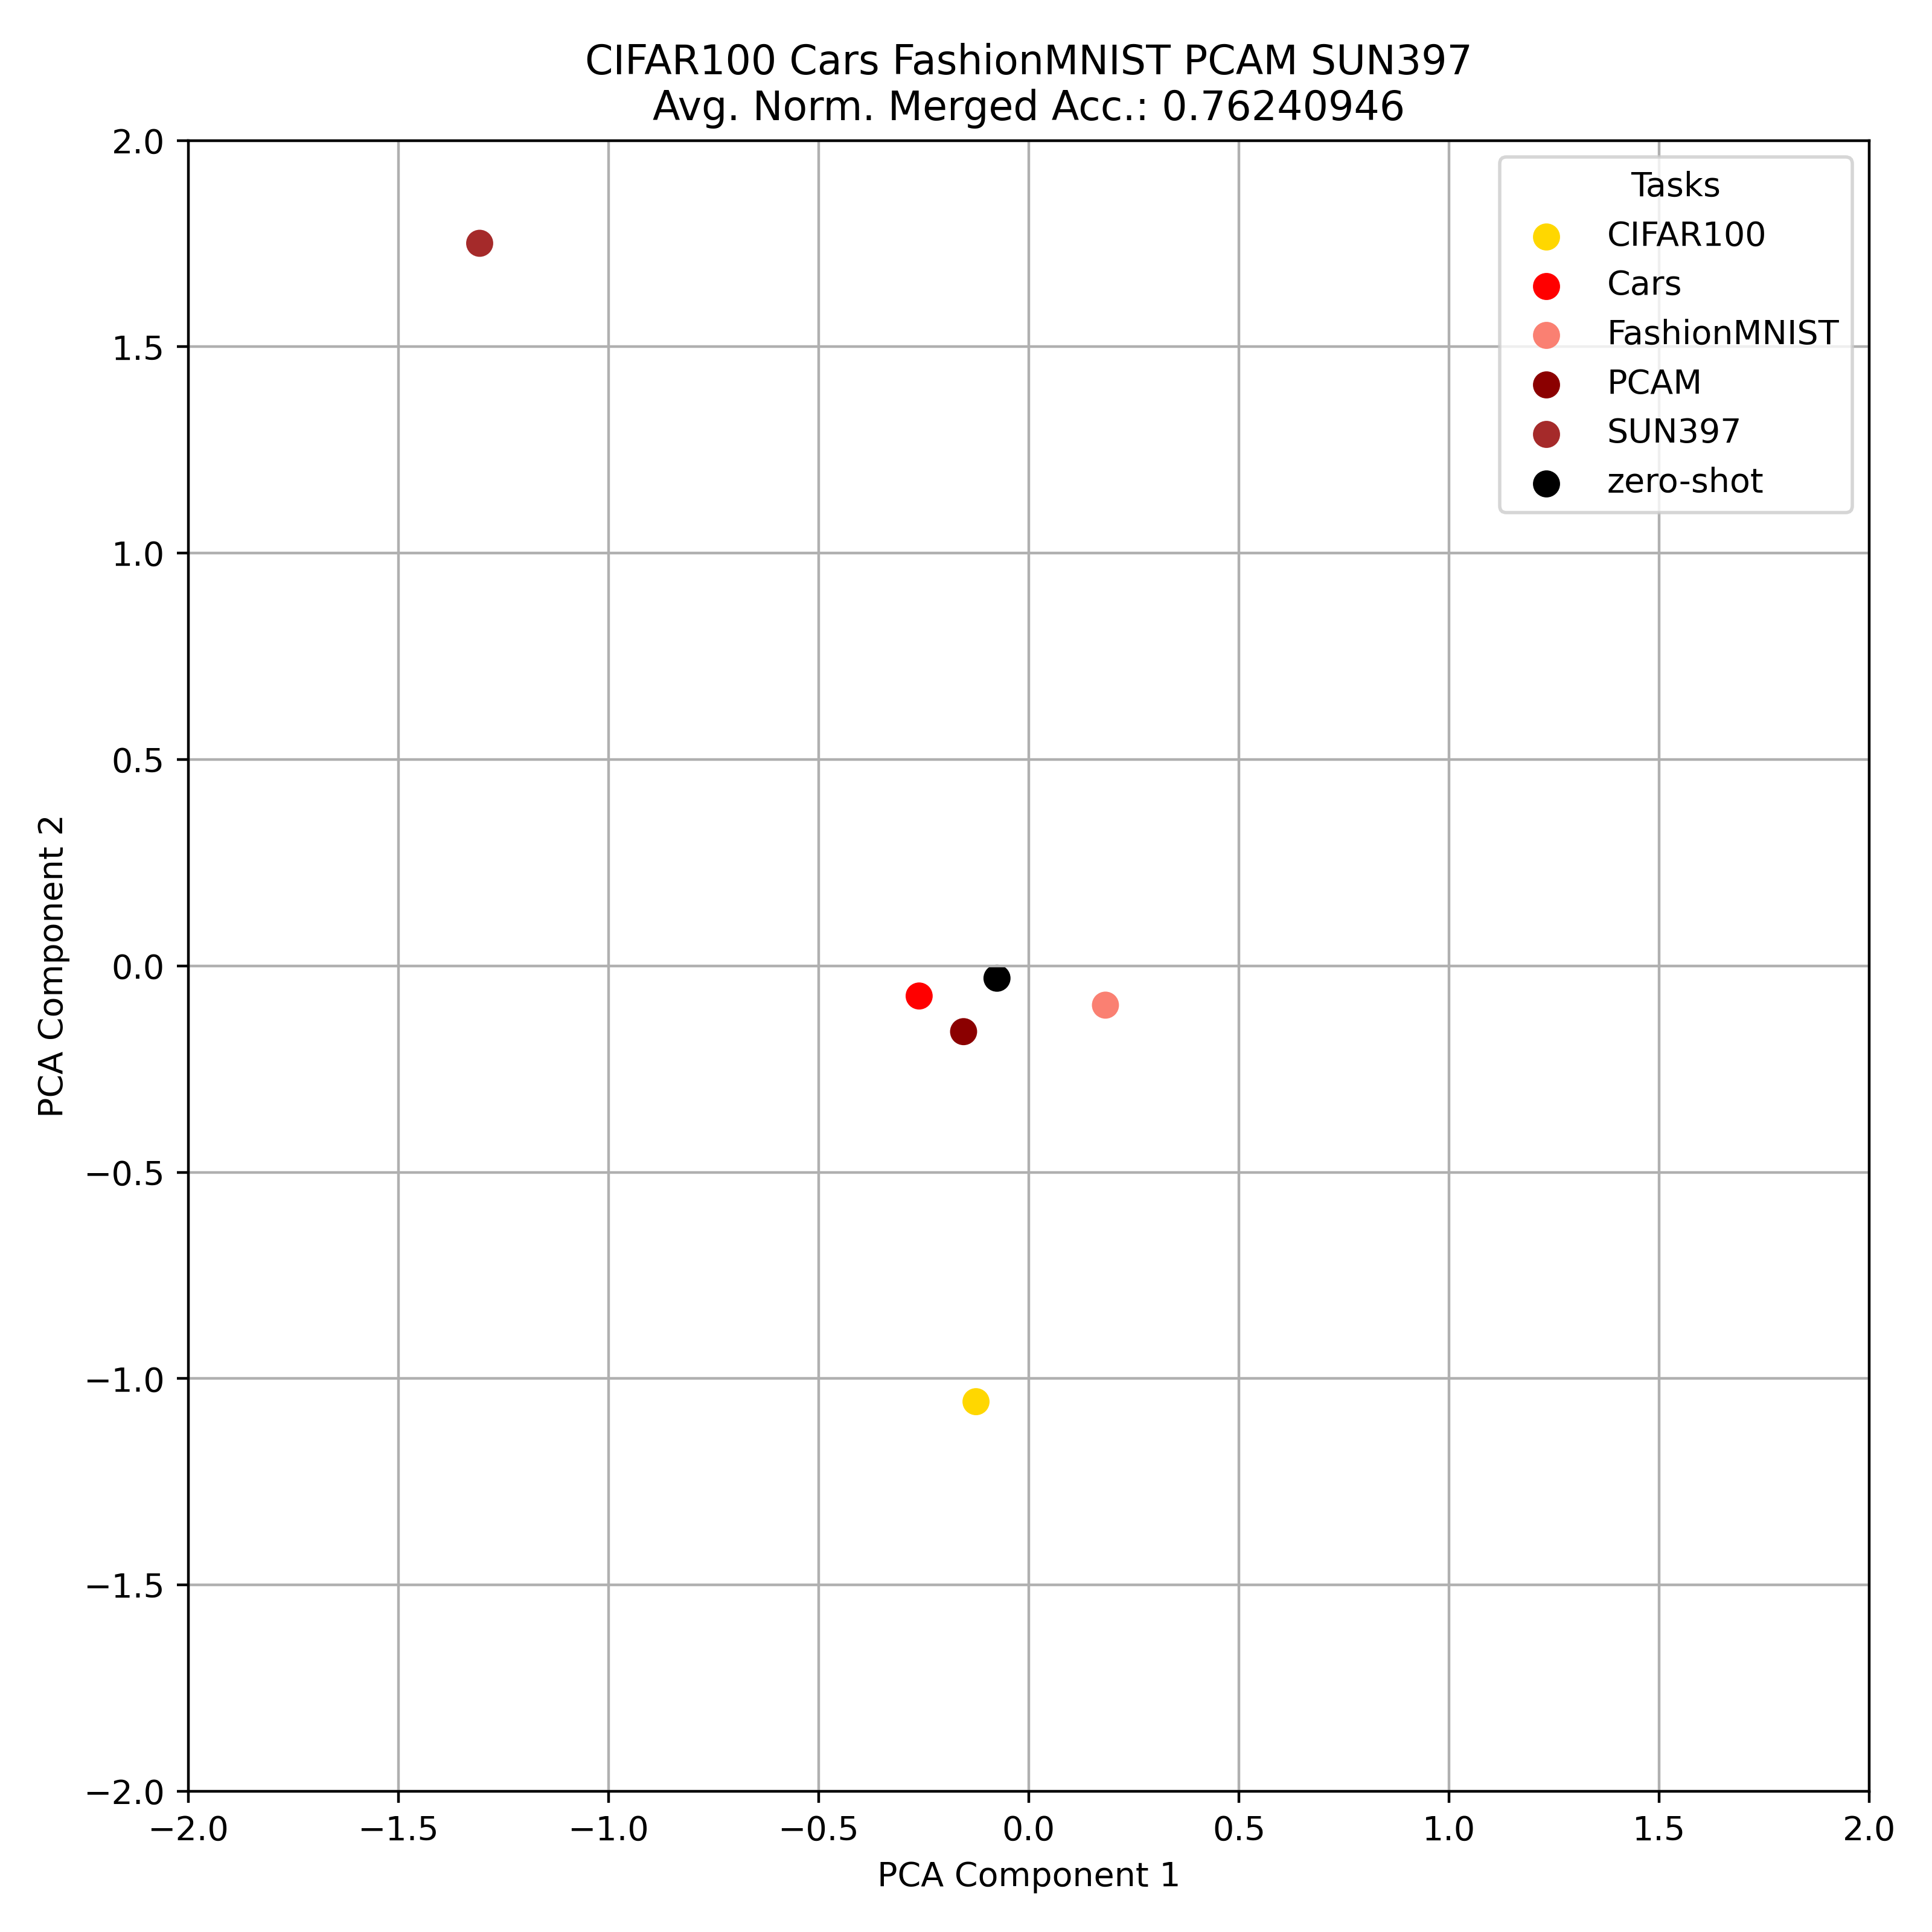 CIFAR100 Cars FashionMNIST PCAM SUN397
Avg. Norm. Merged Acc.: 0.76240946
Tasks
CIFAR100
Cars
FashionMNIST
PCAM
SUN397
zero-shot
2.0
1.5
1.0
0.5
0.0
−0.5
−1.0
−1.5
−2.0
PCA Component 2
−2.0
−1.5
−1.0
−0.5
0.0
0.5
1.0
1.5
2.0
PCA Component 1